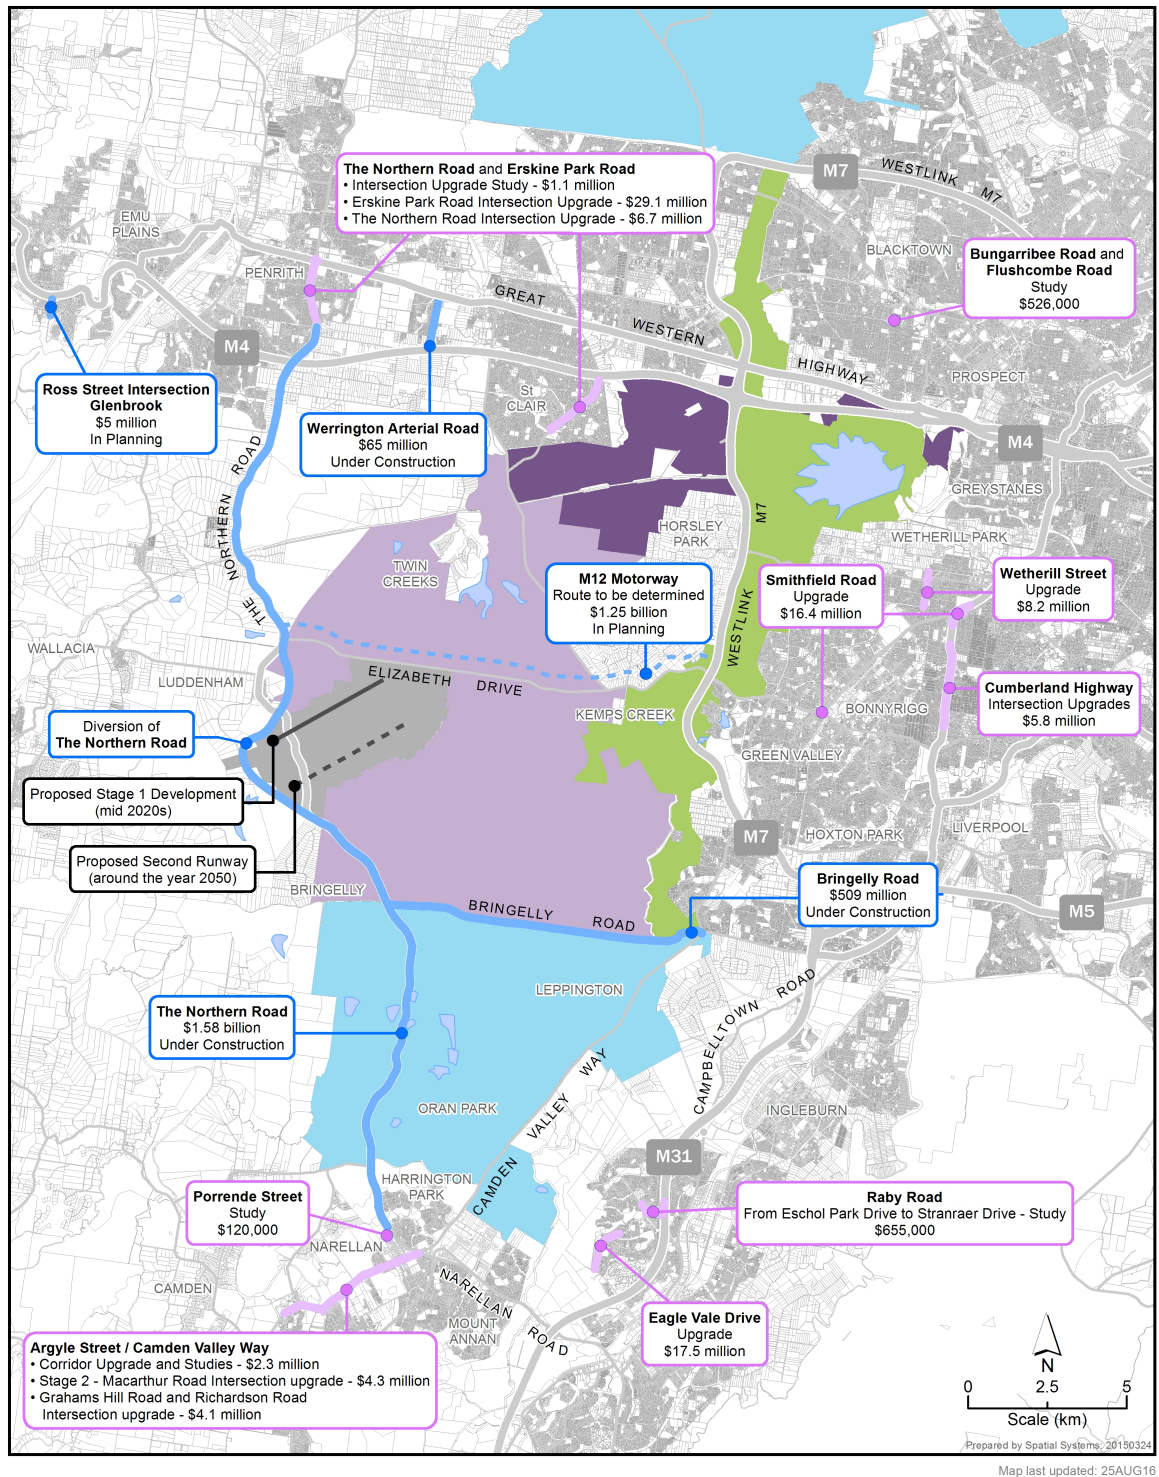 The Northern Road and Erskine Park Road
• Intersection Upgrade Study - $1.1 million
• Erskine Park Road Intersection Upgrade - $29.1 million
• The Northern Road Intersection Upgrade - $6.7 million
M7
WESTLINK M7
EMU
PLAINS
BLACKTOWN
Bungarribee Road and
Flushcombe Road
Study
$526,000
PENRITH
GREAT WESTERN HIGHWAY
M4
PROSPECT
Ross Street Intersection
Glenbrook
$5 million
In Planning
St
CLAIR
Werrington Arterial Road
$65 million
Under Construction
M4
GREYSTANES
THE NORTHERN ROAD
WESTLINK M7
HORSLEY
PARK
WETHERILL PARK
TWIN
CREEKS
M12 Motorway
Route to be determined
$1.25 billion
In Planning
Smithfield Road
Upgrade
$16.4 million
Wetherill Street
Upgrade
$8.2 million
WALLACIA
LUDDENHAM
ELIZABETH DRIVE
KEMPS CREEK
BONNYRIGG
Cumberland Highway
Intersection Upgrades
$5.8 million
Diversion of
The Northern Road
GREEN VALLEY
Proposed Stage 1 Development
(mid 2020s)
M7
HOXTON PARK
LIVERPOOL
Proposed Second Runway
(around the year 2050)
BRINGELLY
Bringelly Road
$509 million
Under Construction
BRINGELLY ROAD
M5
LEPPINGTON
The Northern Road
$1.58 billion
Under Construction
CAMPBELLTOWN ROAD
CAMDEN VALLEY WAY
ORAN PARK
INGLEBURN
M31
HARRINGTON
PARK
Porrende Street
Study
$120,000
Raby Road
From Eschol Park Drive to Stranraer Drive - Study
$655,000
NARELLAN
CAMDEN
NARELLAN ROAD
MOUNT
ANNAN
Eagle Vale Drive
Upgrade
$17.5 million
Argyle Street / Camden Valley Way
• Corridor Upgrade and Studies - $2.3 million
• Stage 2 - Macarthur Road Intersection upgrade - $4.3 million
• Grahams Hill Road and Richardson Road
Intersection upgrade - $4.1 million
N
0 2.5 5
Scale (km)
Prepared by Spatial Systems: 20150324
Map last updated: 25AUG16